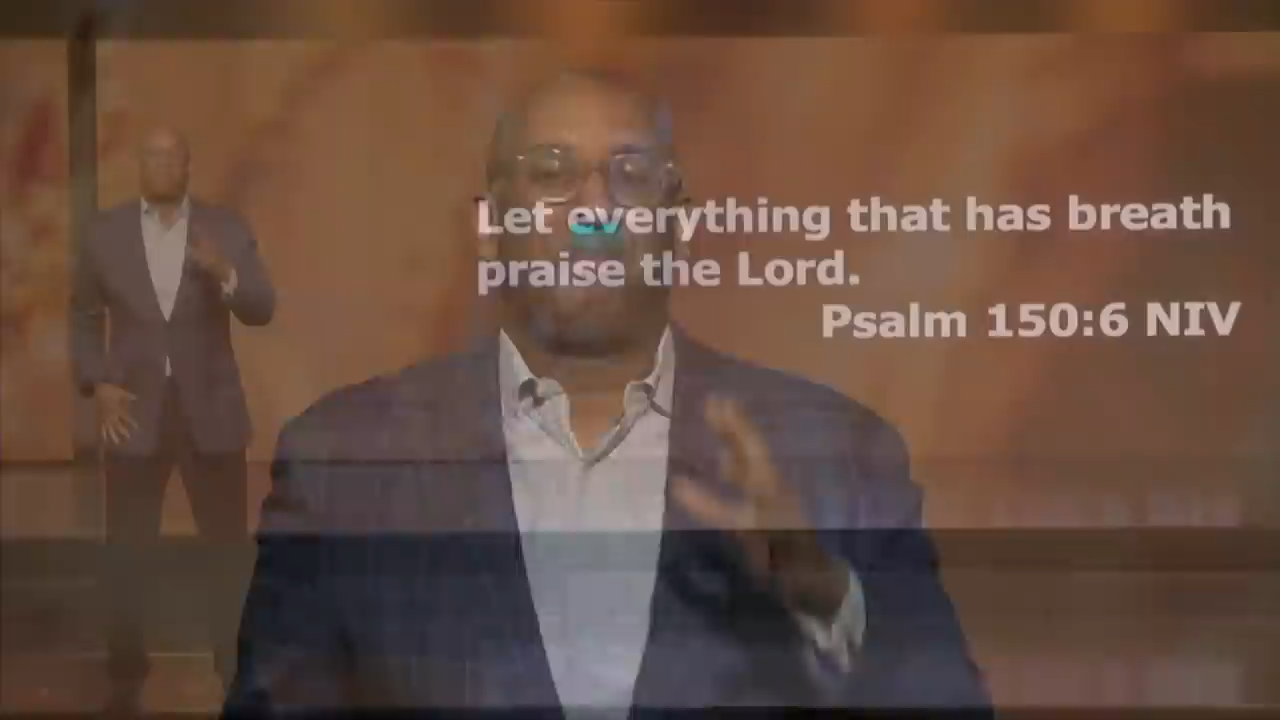 Let everything that has breath
praise the Lord.
Psalm 150:6 NIV